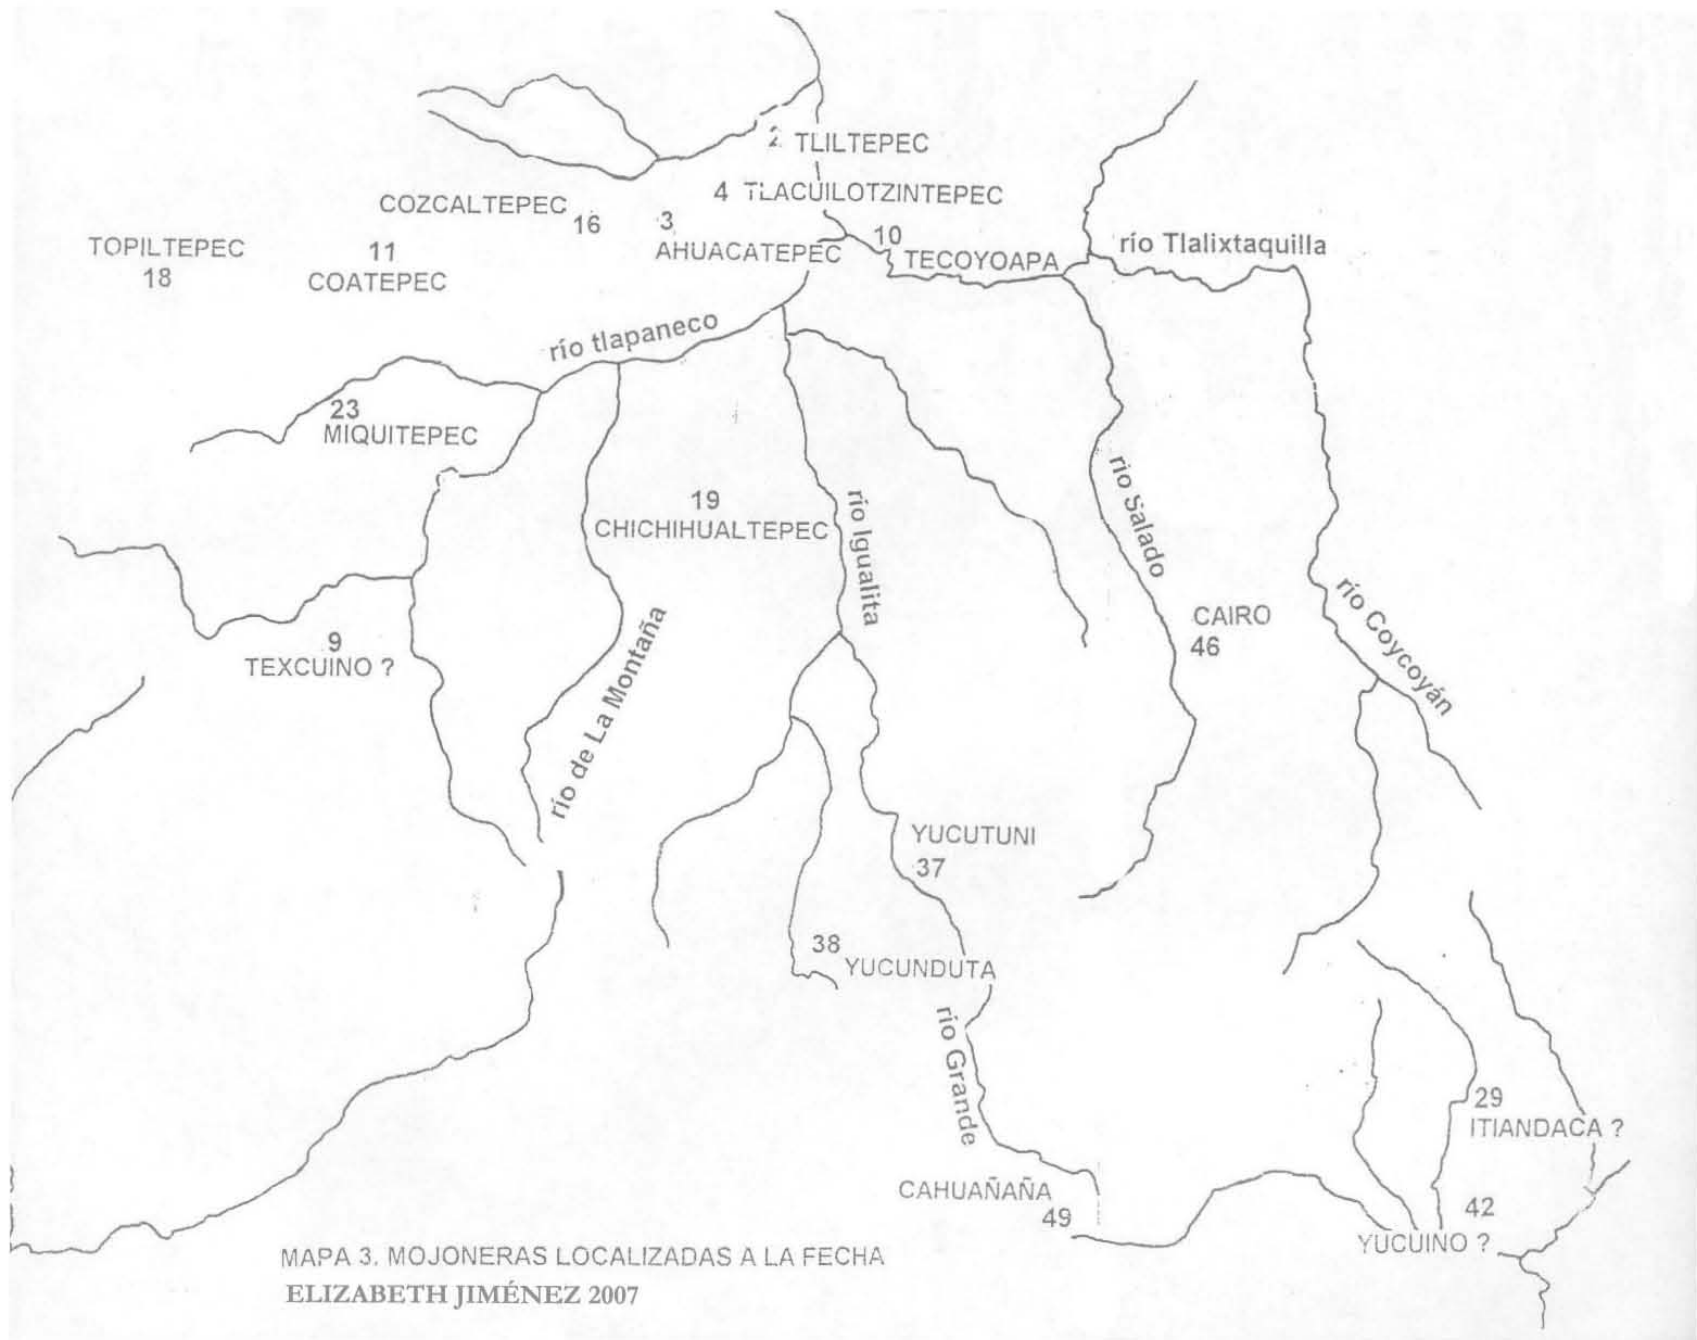 2 TLILTEPEC
4 TLACUILOTZINTEPEC
COZCALTEPEC 16
3
AHUACATEPEC
10
TECOYOAPA
río Tlalixtaquilla
TOPILTEPEC
18
11
COATEPEC
río tlapaneco
23
MIQUITEPEC
19
CHICHIHUALTEPEC
río Igualita
río Salado
río Coycoyán
CAIRO
46
9
TEXCUINO ?
río de La Montaña
YUCUTUNI
37
38
YUCUNDUTA
río Grande
29
ITIANDACA ?
CAHUAÑAÑA
49
42
YUCUINO ?
MAPA 3. MOJONERAS LOCALIZADAS A LA FECHA
ELIZABETH JIMÉNEZ 2007